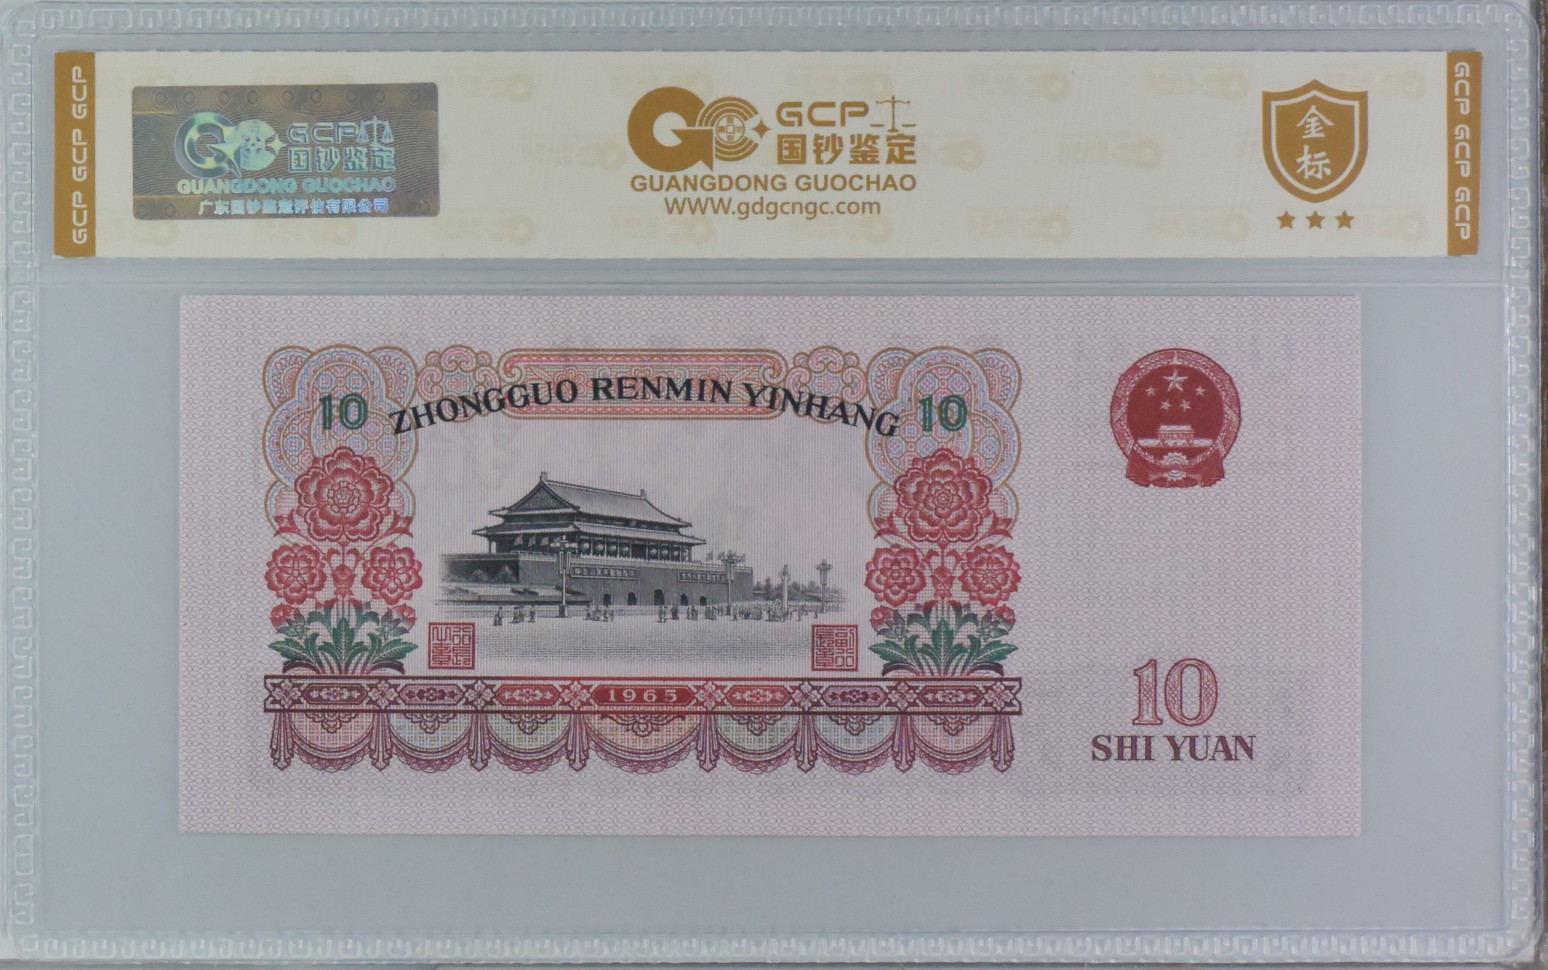 GCP GCP GCP
GCP 国钞鉴定
GUANGDONG GUOCHAO
广东国钞鉴定评估有限公司
GCP
国钞鉴定
GUANGDONG GUOCHAO
WWW.gdgcngc.com
金
标
GCP GCP GCP
10 ZHONGGUO RENMIN YINHANG 10
1965
10
SHI YUAN